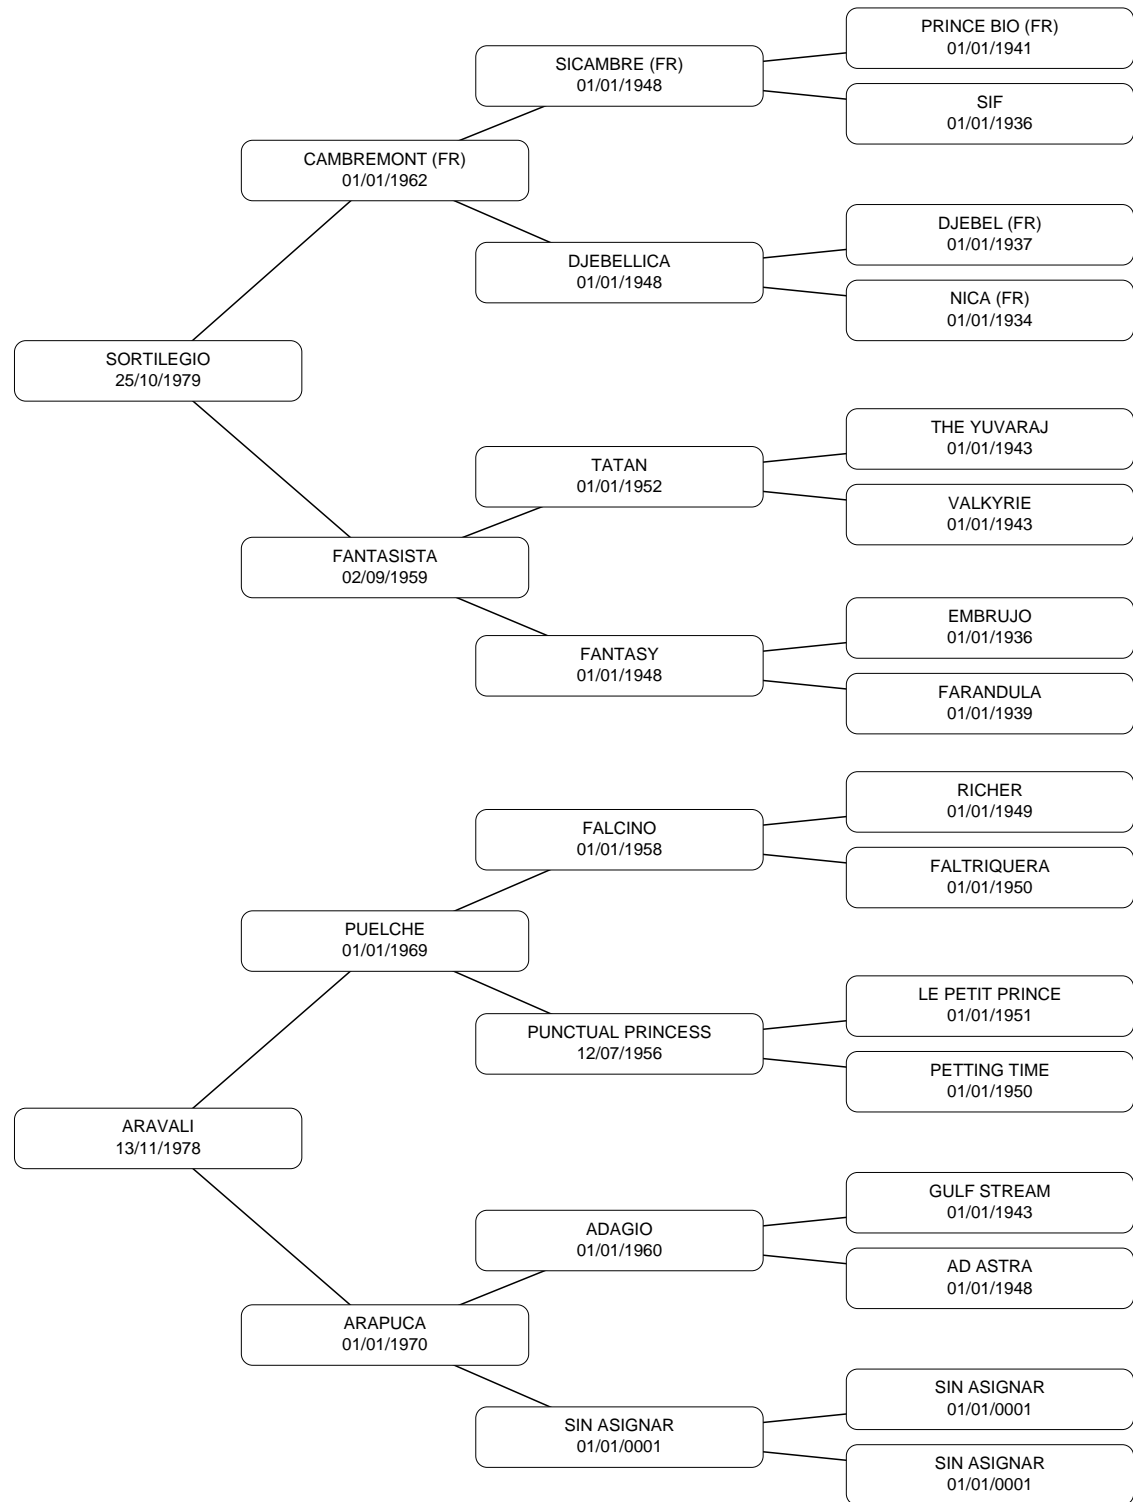 PRINCE BIO (FR)
01/01/1941
SICAMBRE (FR)
01/01/1948
SIF
01/01/1936
CAMBREMONT (FR)
01/01/1962
DJEBEL (FR)
01/01/1937
DJEBELLICA
01/01/1948
NICA (FR)
01/01/1934
SORTILEGIO
25/10/1979
THE YUVARAJ
01/01/1943
TATAN
01/01/1952
VALKYRIE
01/01/1943
FANTASISTA
02/09/1959
EMBRUJO
01/01/1936
FANTASY
01/01/1948
FARANDULA
01/01/1939
RICHER
01/01/1949
FALCINO
01/01/1958
FALTRIQUERA
01/01/1950
PUELCHE
01/01/1969
LE PETIT PRINCE
01/01/1951
PUNCTUAL PRINCESS
12/07/1956
PETTING TIME
01/01/1950
ARAVALI
13/11/1978
GULF STREAM
01/01/1943
ADAGIO
01/01/1960
AD ASTRA
01/01/1948
ARAPUCA
01/01/1970
SIN ASIGNAR
01/01/0001
SIN ASIGNAR
01/01/0001
SIN ASIGNAR
01/01/0001